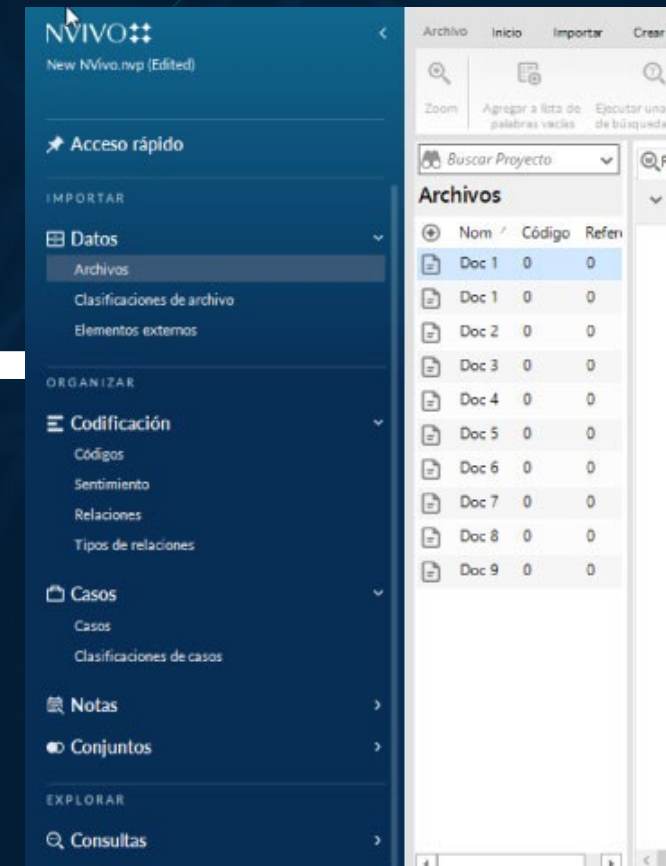 NVIVO
New NVivo.nvp (Edited)
Acceso rápido
IMPORTAR
Datos
Archivos
Clasificaciones de archivo
Elementos externos
ORGANIZAR
Codificación
Códigos
Sentimiento
Relaciones
Tipos de relaciones
Casos
Casos
Clasificaciones de casos
Notas
Conjuntos
EXPLORAR
Consultas
Archivo Inicio Importar Crear
Zoom Agregar a lista de Ejecutar una
palabras vacías de búsqueda
Buscar Proyecto
Archivos
Nom Código Refer
Doc 1 0 0
Doc 1 0 0
Doc 2 0 0
Doc 3 0 0
Doc 4 0 0
Doc 5 0 0
Doc 6 0 0
Doc 7 0 0
Doc 8 0 0
Doc 9 0 0